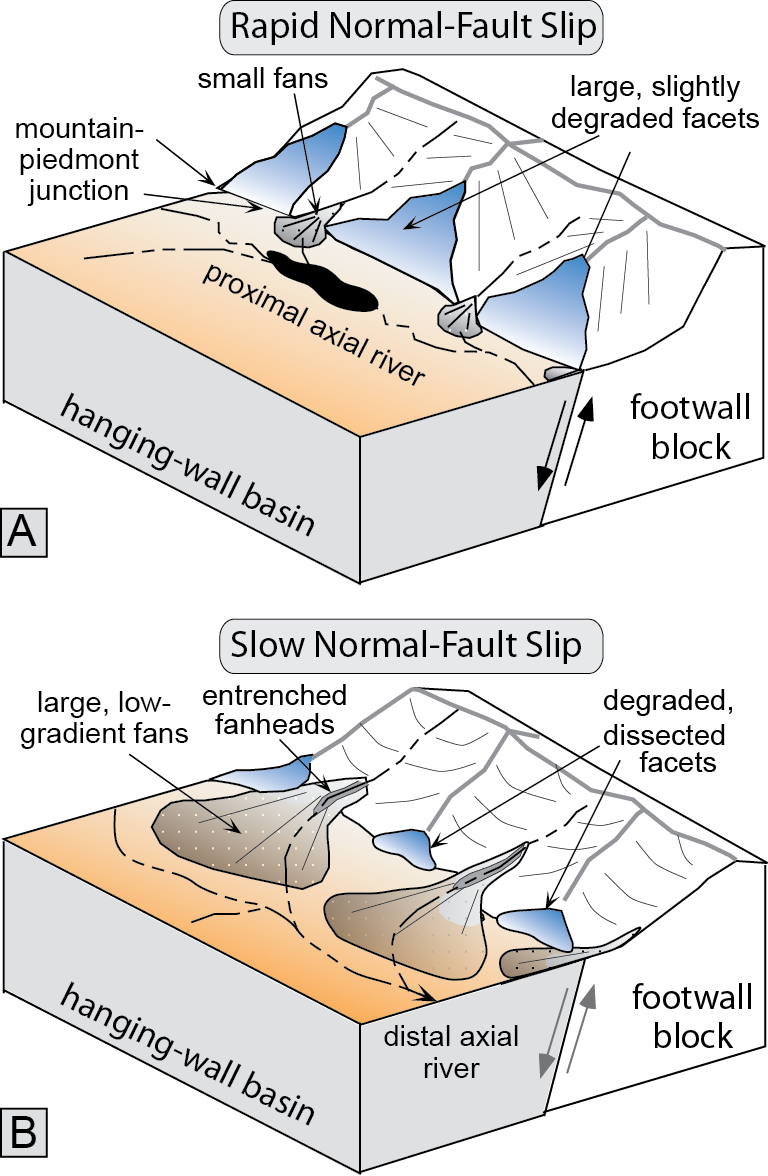 Rapid Normal-Fault Slip
small fans
large, slightly
degraded facets
mountain-
piedmont
junction
proximal axial river
hanging-wall basin
footwall
block
A
Slow Normal-Fault Slip
large, low-
gradient fans
entrenched
fanheads
degraded,
dissected
facets
hanging-wall basin
distal axial
river
footwall
block
B